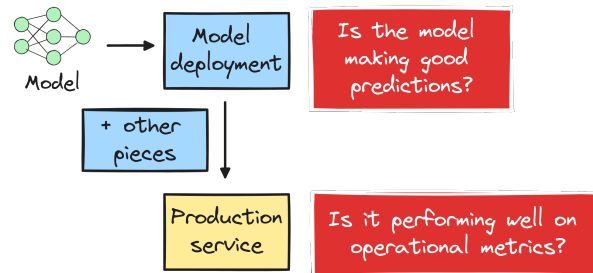 Model
Model
deployment
Is the model
making good
predictions?
+ other
pieces
Production
service
Is it performing well on
operational metrics?